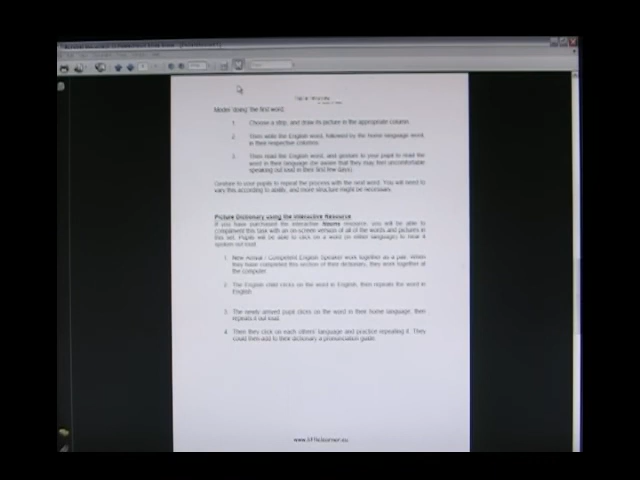 Model 'doing' the first word:
1. Choose a strip, and draw its picture in the appropriate column.
2. Then write the English word, followed by the home language word,
in their respective columns.
3. Then read the English word, and gesture to your pupil to read the
word in their language (be aware that they may feel uncomfortable
speaking out loud in their first few days).
Gesture to your pupils to repeat the process with the next word. You will need to
vary this according to ability, and more structure might be necessary.
Picture Dictionary using the Interactive Resource
If you have purchased the interactive Nouns resource, you will be able to
complement this task with an on-screen version of all of the words and pictures in
this set. Pupils will be able to click on a word (in either language) to hear it
spoken out loud.
1. New Arrival / Competent English Speaker work together as a pair. When
they have completed this section of their dictionary, they work together at
the computer.
2. The English child clicks on the word in English, then repeats the word in
English.
3. The newly arrived pupil clicks on the word in their home language, then
repeats it out loud.
4. Then they click on each others' language and practice repeating it. They
could then add to their dictionary a pronunciation guide.